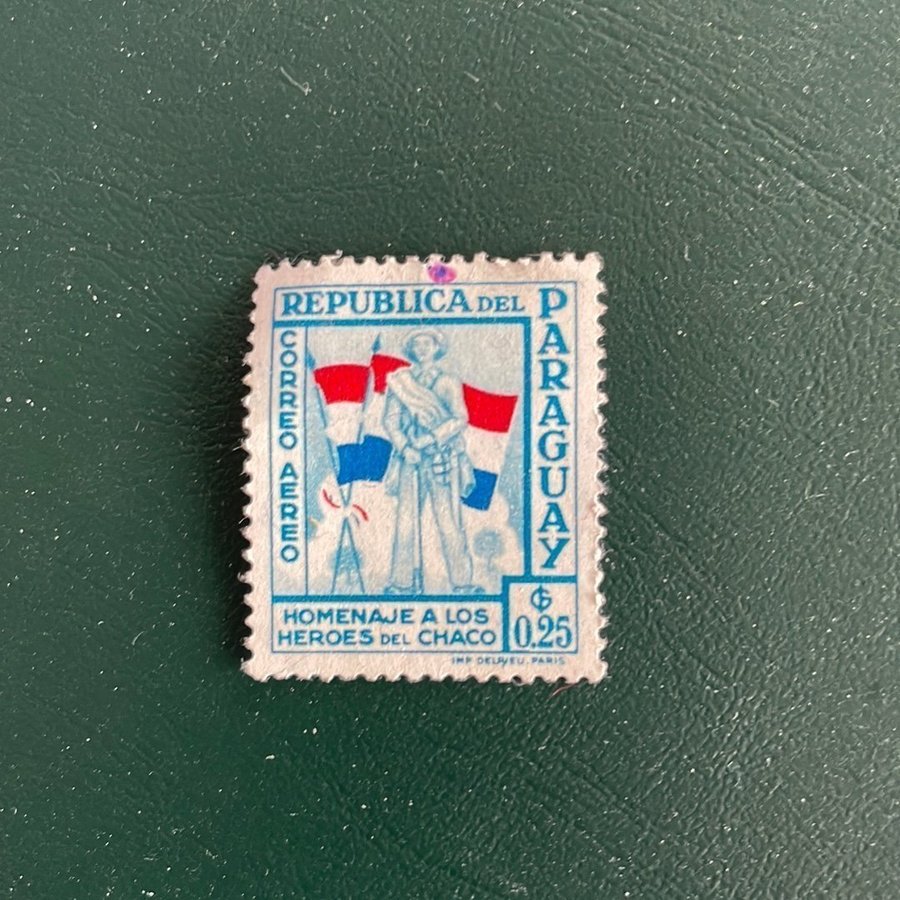 REPUBLICA DEL PARAGUAY
CORREO AEREO
HOMENAJE A LOS
HEROES DEL CHACO
₲
0.25
IMP. DELRIEU. PARIS